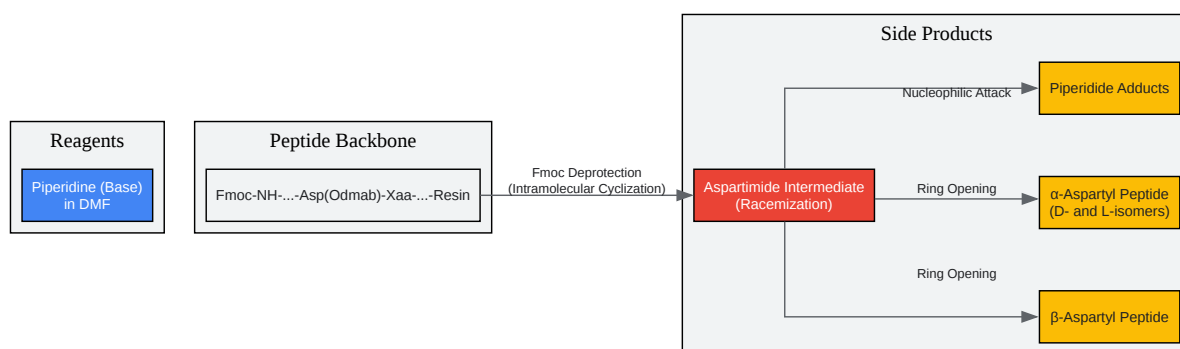 Side Products
Nucleophilic Attack
Piperidide Adducts
Reagents
Piperidine (Base)
in DMF
Peptide Backbone
Fmoc-NH-...-Asp(Odmab)-Xaa-...-Resin
Fmoc Deprotection
(Intramolecular Cyclization)
Aspartimide Intermediate
(Racemization)
Ring Opening
α-Aspartyl Peptide
(D- and L-isomers)
Ring Opening
β-Aspartyl Peptide